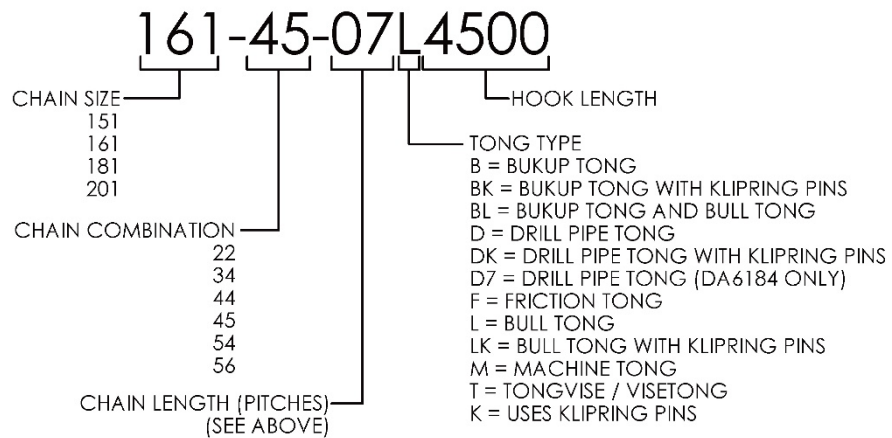 161-45-07L4500
CHAIN SIZE
151
161
181
201
CHAIN COMBINATION
22
34
44
45
54
56
CHAIN LENGTH (PITCHES)
(SEE ABOVE)
HOOK LENGTH
TONG TYPE
B = BUKUP TONG
BK = BUKUP TONG WITH KLIPRING PINS
BL = BUKUP TONG AND BULL TONG
D = DRILL PIPE TONG
DK = DRILL PIPE TONG WITH KLIPRING PINS
D7 = DRILL PIPE TONG (DA6184 ONLY)
F = FRICTION TONG
L = BULL TONG
LK = BULL TONG WITH KLIPRING PINS
M = MACHINE TONG
T = TONGVISE / VISETONG
K = USES KLIPRING PINS